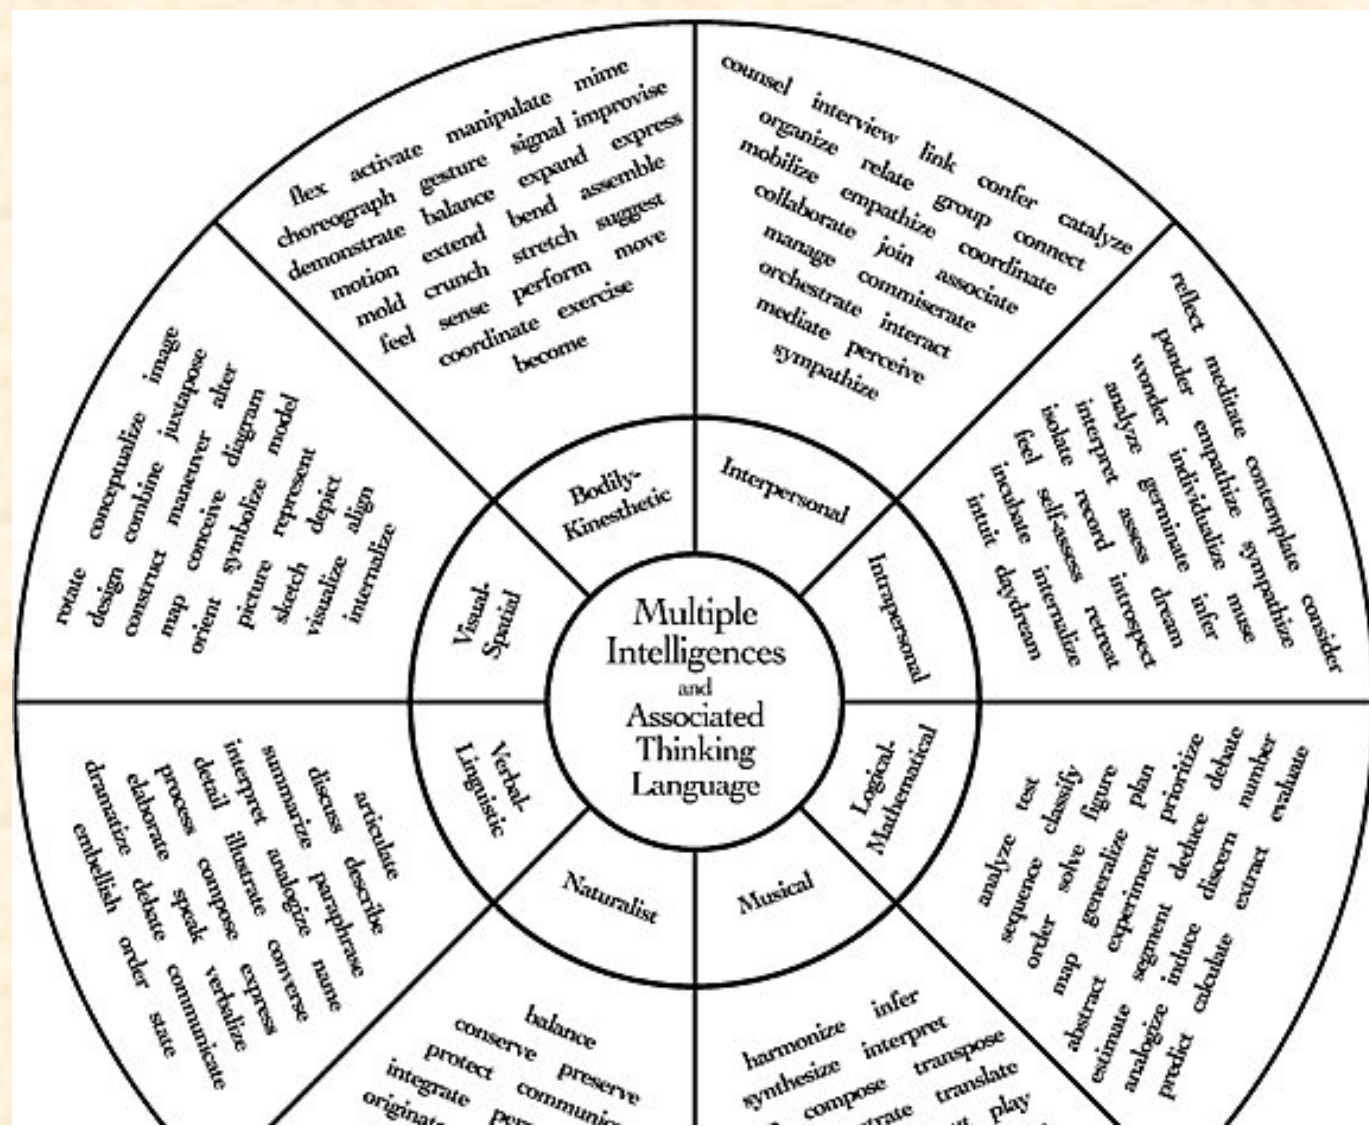 Multiple
Intelligences
and
Associated
Thinking
Language
Bodily-
Kinesthetic
flex activate manipulate mime
choreograph gesture signal improvise
demonstrate balance expand express
motion extend bend assemble
mold crunch stretch suggest
feel sense perform move
coordinate exercise
become
Interpersonal
counsel interview link confer catalyze
organize relate group connect
mobilize empathize coordinate
collaborate join associate
manage commiserate
orchestrate interact
mediate perceive
sympathize
Intrapersonal
reflect meditate contemplate consider
ponder empathize sympathize
wonder individualize muse
analyze germinate infer
interpret assess dream
isolate record introspect
feel self-assess retreat
incubate internalize
intuit daydream
Logical-
Mathematical
analyze test
sequence classify
order solve figure
map generalize plan
abstract experiment prioritize
estimate segment deduce debate
analogize induce discern number
predict calculate extract evaluate
Musical
harmonize infer
synthesize interpret
compose transpose
translate
play
Naturalist
balance
conserve preserve
protect
integrate
Verbal-
Linguistic
articulate
discuss describe
summarize paraphrase
interpret analogize name
detail illustrate converse
process compose express
elaborate speak verbalize
dramatize debate communicate
embellish order state
Visual-
Spatial
rotate conceptualize image
design combine juxtapose
construct maneuver alter
map conceive diagram
orient symbolize model
picture represent
sketch depict
visualize align
internalize